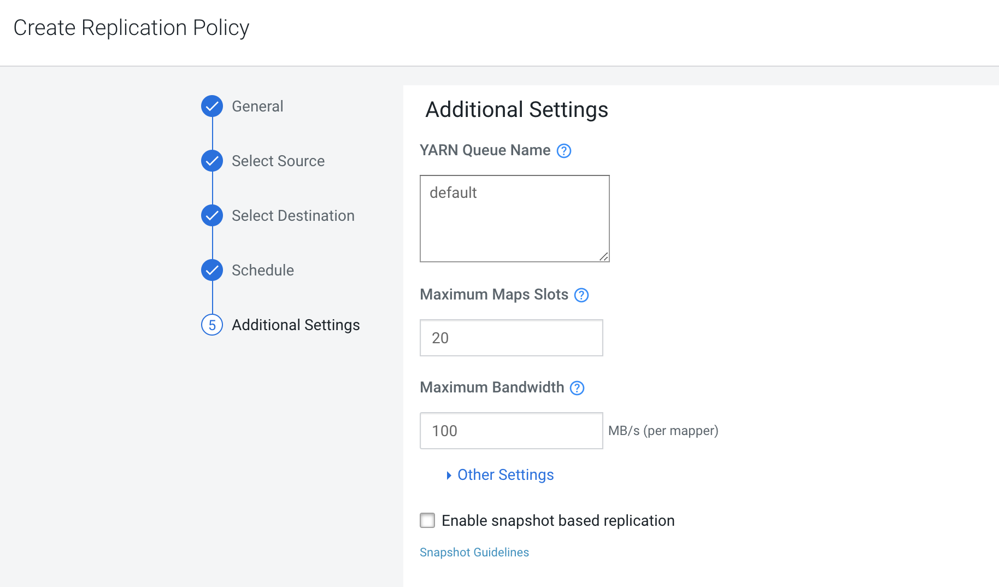 Create Replication Policy
General
Select Source
Select Destination
Schedule
5 Additional Settings
Additional Settings
YARN Queue Name ?
default
Maximum Maps Slots ?
20
Maximum Bandwidth ?
100 MB/s (per mapper)
Other Settings
Enable snapshot based replication
Snapshot Guidelines